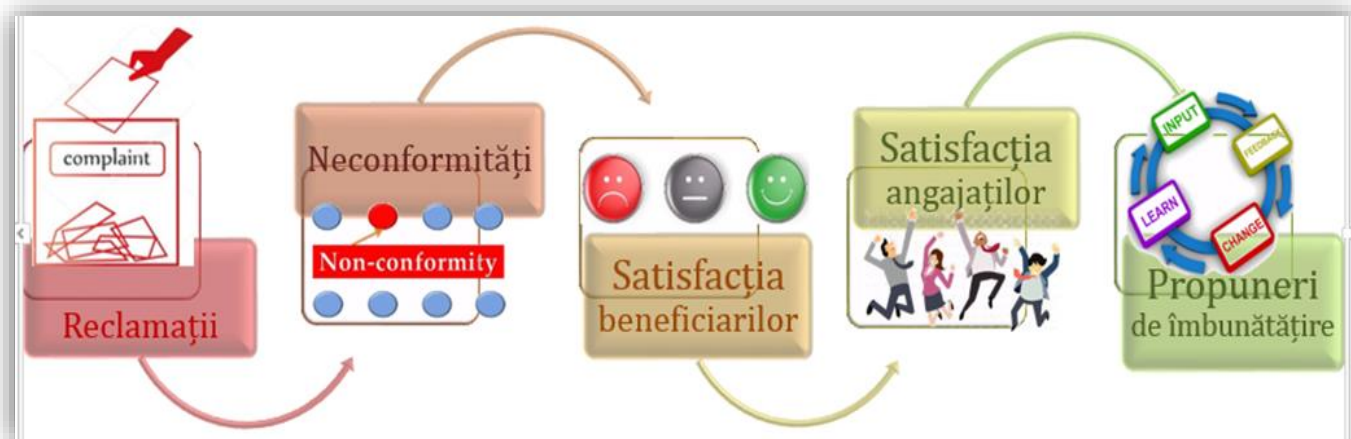 complaint
Reclamații
Neconformități
Non-conformity
Satisfacția
beneficiarilor
Satisfacția
angajaților
INPUT
FEEDBACK
CHANGE
LEARN
Propuneri
de îmbunătățire